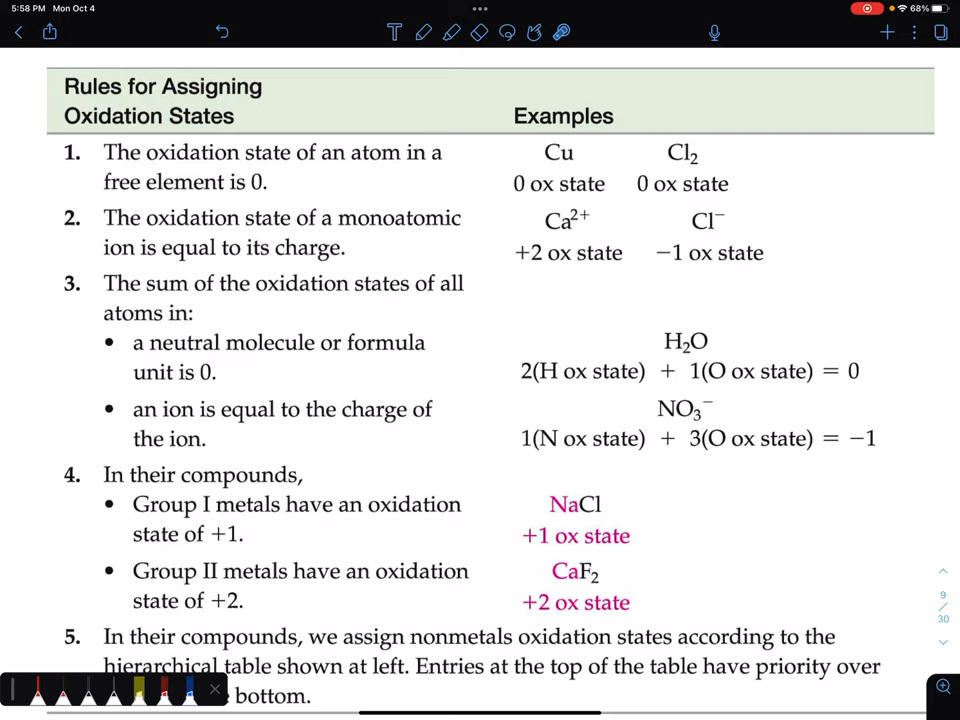 5:58 PM Mon Oct 4
68%
Rules for Assigning
Oxidation States
Examples
1. The oxidation state of an atom in a
free element is 0.
Cu Cl₂
0 ox state 0 ox state
2. The oxidation state of a monoatomic
ion is equal to its charge.
Ca²⁺ Cl⁻
+2 ox state −1 ox state
3. The sum of the oxidation states of all
atoms in:
• a neutral molecule or formula
unit is 0.
H₂O
2(H ox state) + 1(O ox state) = 0
• an ion is equal to the charge of
the ion.
NO₃⁻
1(N ox state) + 3(O ox state) = −1
4. In their compounds,
• Group I metals have an oxidation
state of +1.
NaCl
+1 ox state
• Group II metals have an oxidation
state of +2.
CaF₂
+2 ox state
5. In their compounds, we assign nonmetals oxidation states according to the
hierarchical table shown at left. Entries at the top of the table have priority over
bottom.
9
/
30